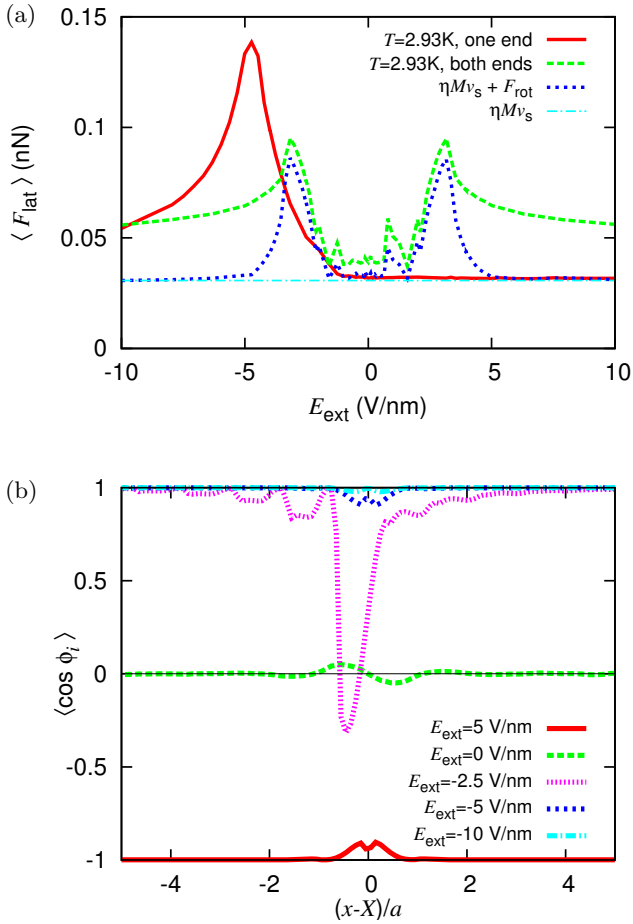 (a)
T=2.93K, one end
T=2.93K, both ends
ηMvs + Frot
ηMvs
⟨ Flat ⟩ (nN)
0.15
0.1
0.05
0
-10 -5 0 5 10
Eext (V/nm)
(b)
⟨cos ϕi ⟩
1
0.5
0
-0.5
-1
Eext=5 V/nm
Eext=0 V/nm
Eext=-2.5 V/nm
Eext=-5 V/nm
Eext=-10 V/nm
-4 -2 0 2 4
(x-X)/a